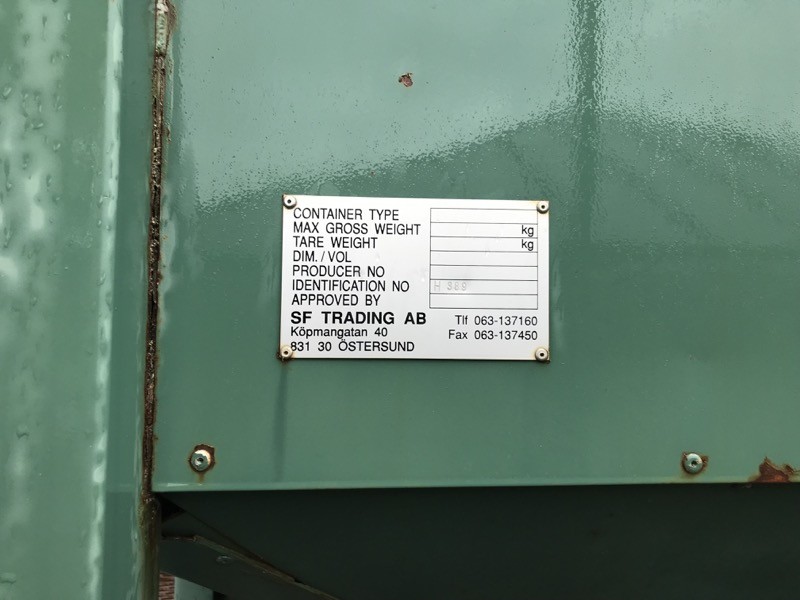 CONTAINER TYPE
MAX GROSS WEIGHT kg
TARE WEIGHT kg
DIM. / VOL
PRODUCER NO
IDENTIFICATION NO H 389
APPROVED BY
SF TRADING AB Tlf 063-137160
Köpmangatan 40 Fax 063-137450
831 30 ÖSTERSUND